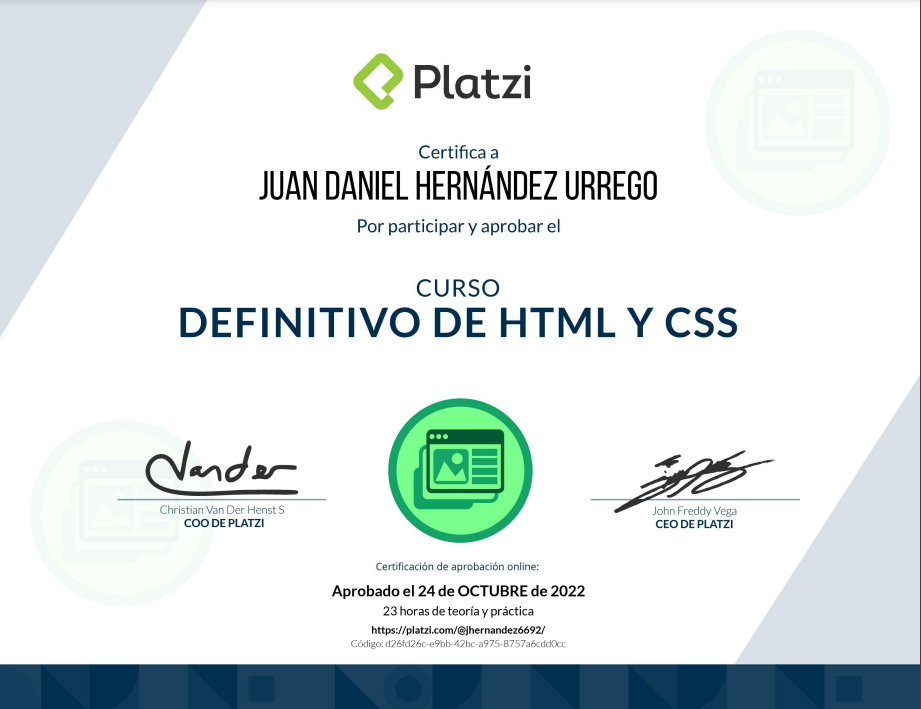 Platzi
Certifica a
JUAN DANIEL HERNÁNDEZ URREGO
Por participar y aprobar el
CURSO
DEFINITIVO DE HTML Y CSS
Vander
Christian Van Der Henst S
COO DE PLATZI
John Freddy Vega
CEO DE PLATZI
Certificación de aprobación online:
Aprobado el 24 de OCTUBRE de 2022
23 horas de teoría y práctica
https://platzi.com/@jhernandez6692/
Código: d26fd26c-e9bb-42bc-a975-8757a6cdd0cc